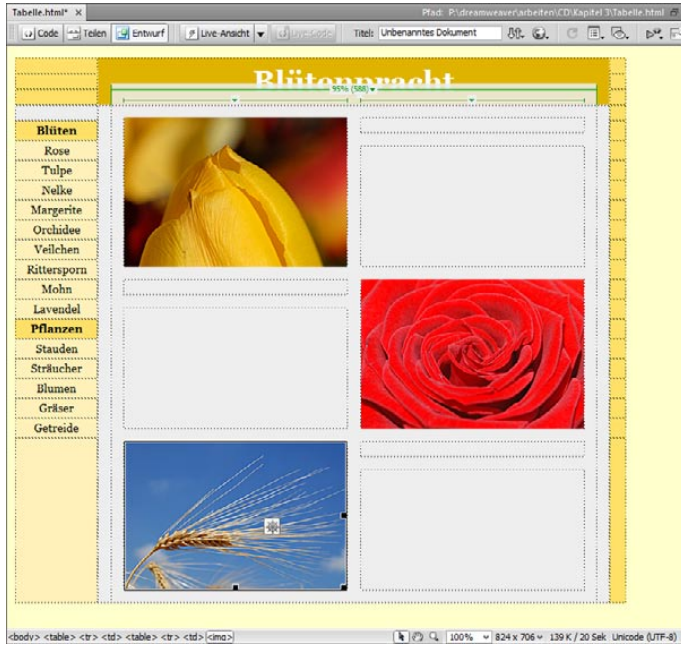 Tabelle.html* x
Pfad: P:\dreamweaver\arbeiten\CD\Kapitel 3\Tabelle.html
Code Teilen Entwurf Live-Ansicht Live-Code Titel: Unbenanntes Dokument
Blütenpracht
95% (588)
Blüten
Rose
Tulpe
Nelke
Margerite
Orchidee
Veilchen
Rittersporn
Mohn
Lavendel
Pflanzen
Stauden
Sträucher
Blumen
Gräser
Getreide
<body> <table> <tr> <td> <table> <tr> <td> <img> 100% 824 x 706 139 K / 20 Sek Unicode (UTF-8)